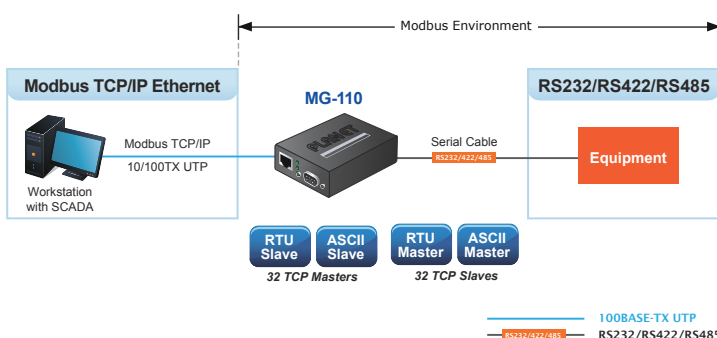 Modbus Environment
Modbus TCP/IP Ethernet
RS232/RS422/RS485
MG-110
PLANET
Modbus TCP/IP
10/100TX UTP
Serial Cable
RS232/422/485
Equipment
Workstation
with SCADA
RTU
Slave
ASCII
Slave
RTU
Master
ASCII
Master
32 TCP Masters
32 TCP Slaves
100BASE-TX UTP
RS232/422/485
RS232/RS422/RS485